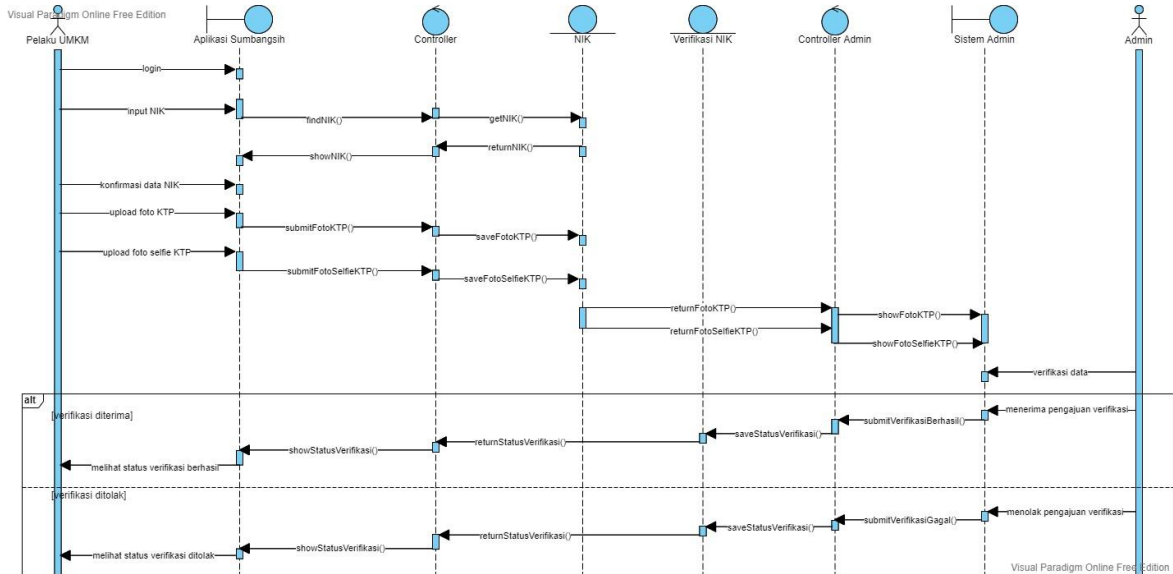 Visual Paradigm Online Free Edition
Pelaku UMKM
Aplikasi Sumbangsih
Controller
NIK
Verifikasi NIK
Controller Admin
Sistem Admin
Admin
login
input NIK
findNIK()
getNIK()
returnNIK()
showNIK()
konfirmasi data NIK
upload foto KTP
submitFotoKTP()
saveFotoKTP()
upload foto selfie KTP
submitFotoSelfieKTP()
saveFotoSelfieKTP()
returnFotoKTP()
showFotoKTP()
returnFotoSelfieKTP()
showFotoSelfieKTP()
verifikasi data
alt
[verifikasi diterima]
menerima pengajuan verifikasi
submitVerifikasiBerhasil()
saveStatusVerifikasi()
returnStatusVerifikasi()
showStatusVerifikasi()
melihat status verifikasi berhasil
[verifikasi ditolak]
menolak pengajuan verifikasi
submitVerifikasiGagal()
saveStatusVerifikasi()
returnStatusVerifikasi()
showStatusVerifikasi()
melihat status verifikasi ditolak
Visual Paradigm Online Free Edition